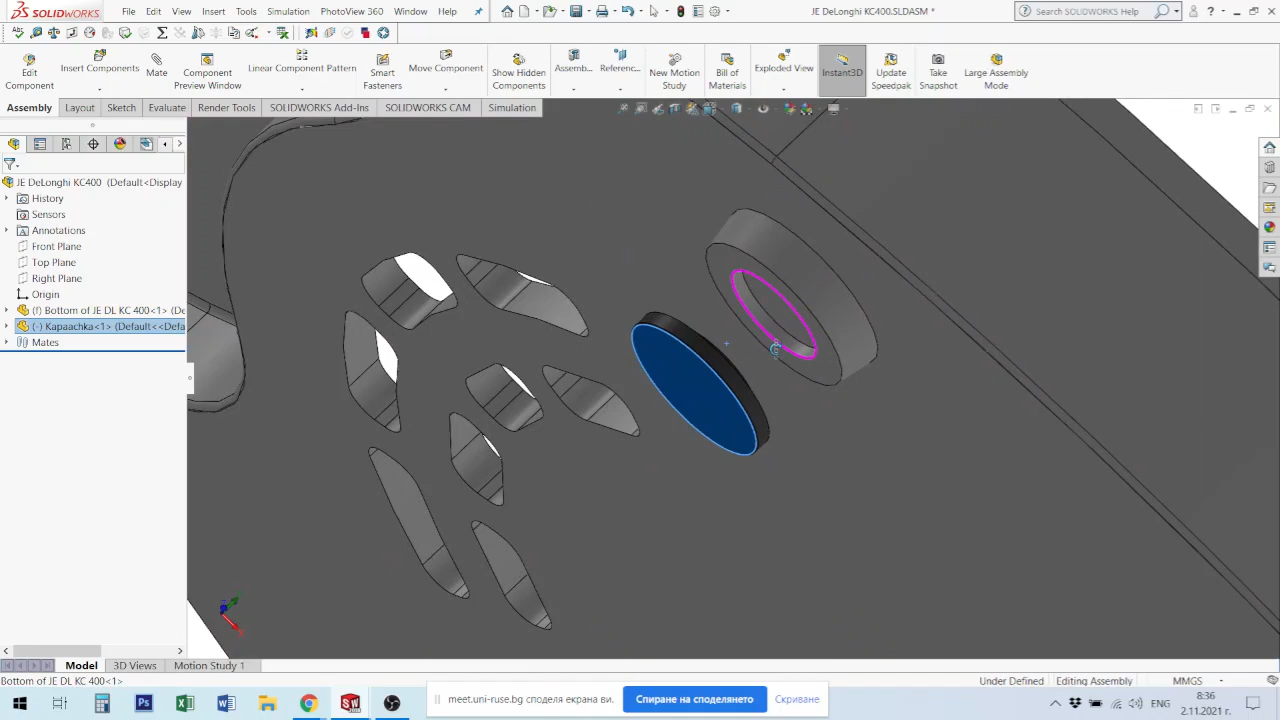 SOLIDWORKS
File
Edit
View
Insert
Tools
Simulation
PhotoView 360
Window
Help
JE DeLonghi KC400.SLDASM *
Search SOLIDWORKS Help
Edit
Component
Insert Components
Mate
Component
Preview Window
Linear Component Pattern
Smart
Fasteners
Move Component
Show Hidden
Components
Assemb...
Referenc...
New Motion
Study
Bill of
Materials
Exploded View
Instant3D
Update
Speedpak
Take
Snapshot
Large Assembly
Mode
Assembly
Layout
Sketch
Evaluate
Render Tools
SOLIDWORKS Add-Ins
SOLIDWORKS CAM
Simulation
JE DeLonghi KC400 (Default<Display
History
Sensors
Annotations
Front Plane
Top Plane
Right Plane
Origin
(f) Bottom of JE DL KC 400<1> (De
(-) Kapaachka<1> (Default<<Defa
Mates
Model
3D Views
Motion Study 1
Bottom of JE DL KC 400<1>
Under Defined
Editing Assembly
MMGS
meet.uni-ruse.bg споделя екрана ви.
Спиране на споделянето
Скриване
ENG
8:36
2.11.2021 г.